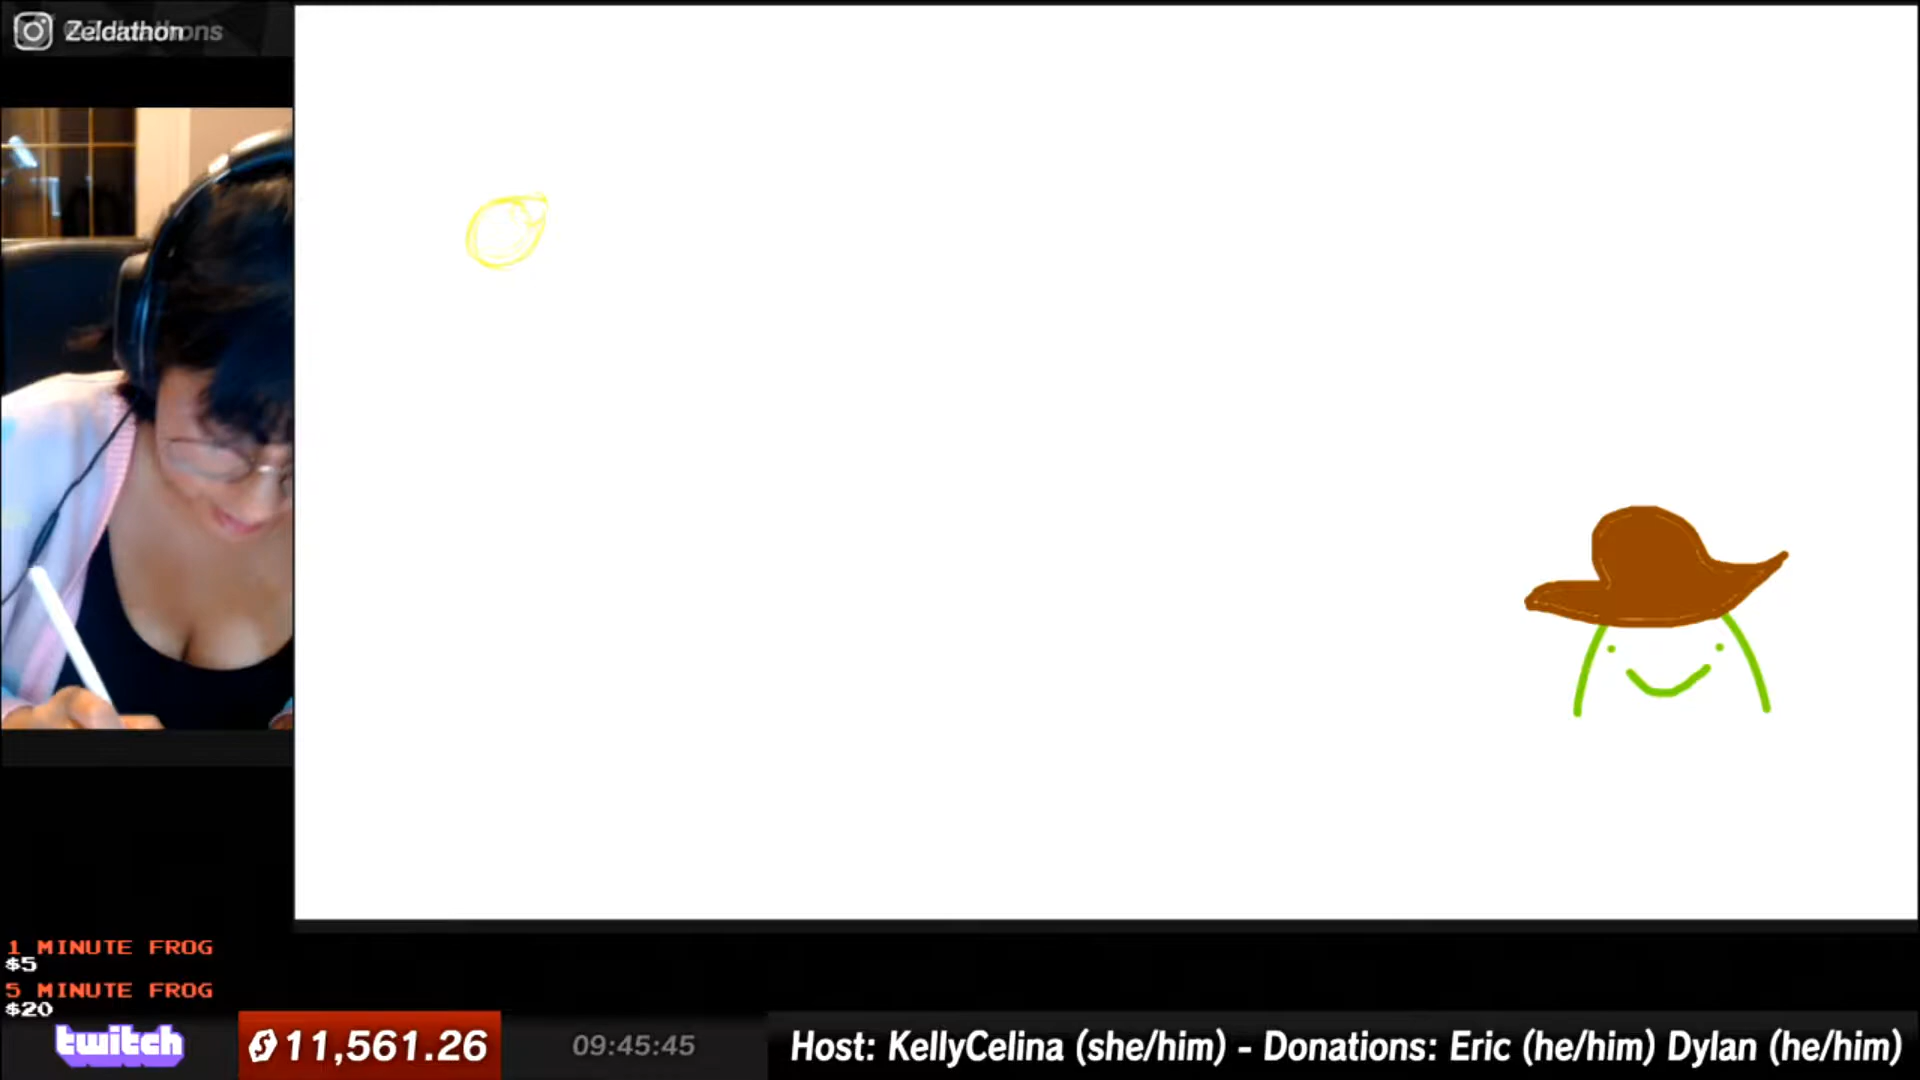 Zeldathon
1 MINUTE FROG
$5
5 MINUTE FROG
$20
twitch
11,561.26
09:45:45
Host: KellyCelina (she/him) - Donations: Eric (he/him) Dylan (he/him)